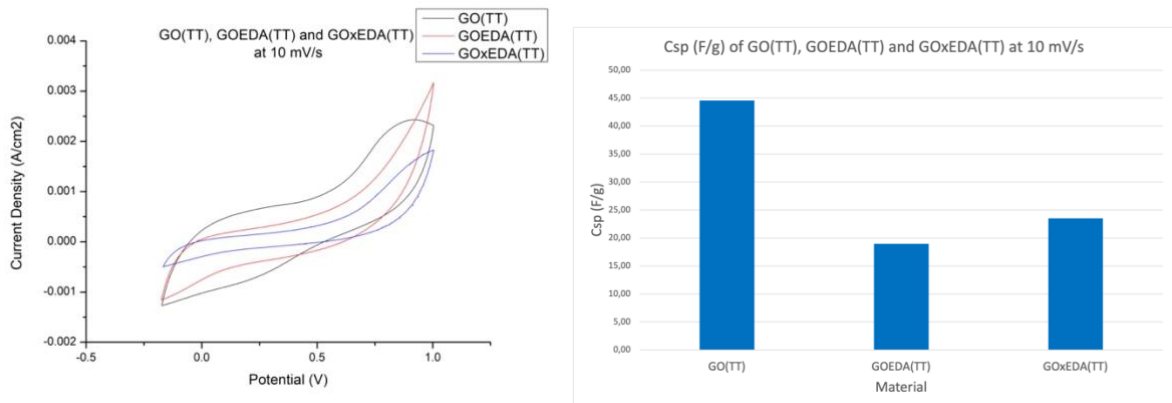 GO(TT), GOEDA(TT) and GOxEDA(TT)
at 10 mV/s
GO(TT)
GOEDA(TT)
GOxEDA(TT)
0.004
0.003
0.002
0.001
0.000
-0.001
-0.002
Current Density (A/cm2)
-0.5
0.0
0.5
1.0
Potential (V)
Csp (F/g) of GO(TT), GOEDA(TT) and GOxEDA(TT) at 10 mV/s
50,00
45,00
40,00
35,00
30,00
25,00
20,00
15,00
10,00
5,00
0,00
Csp (F/g)
GO(TT)
GOEDA(TT)
GOxEDA(TT)
Material